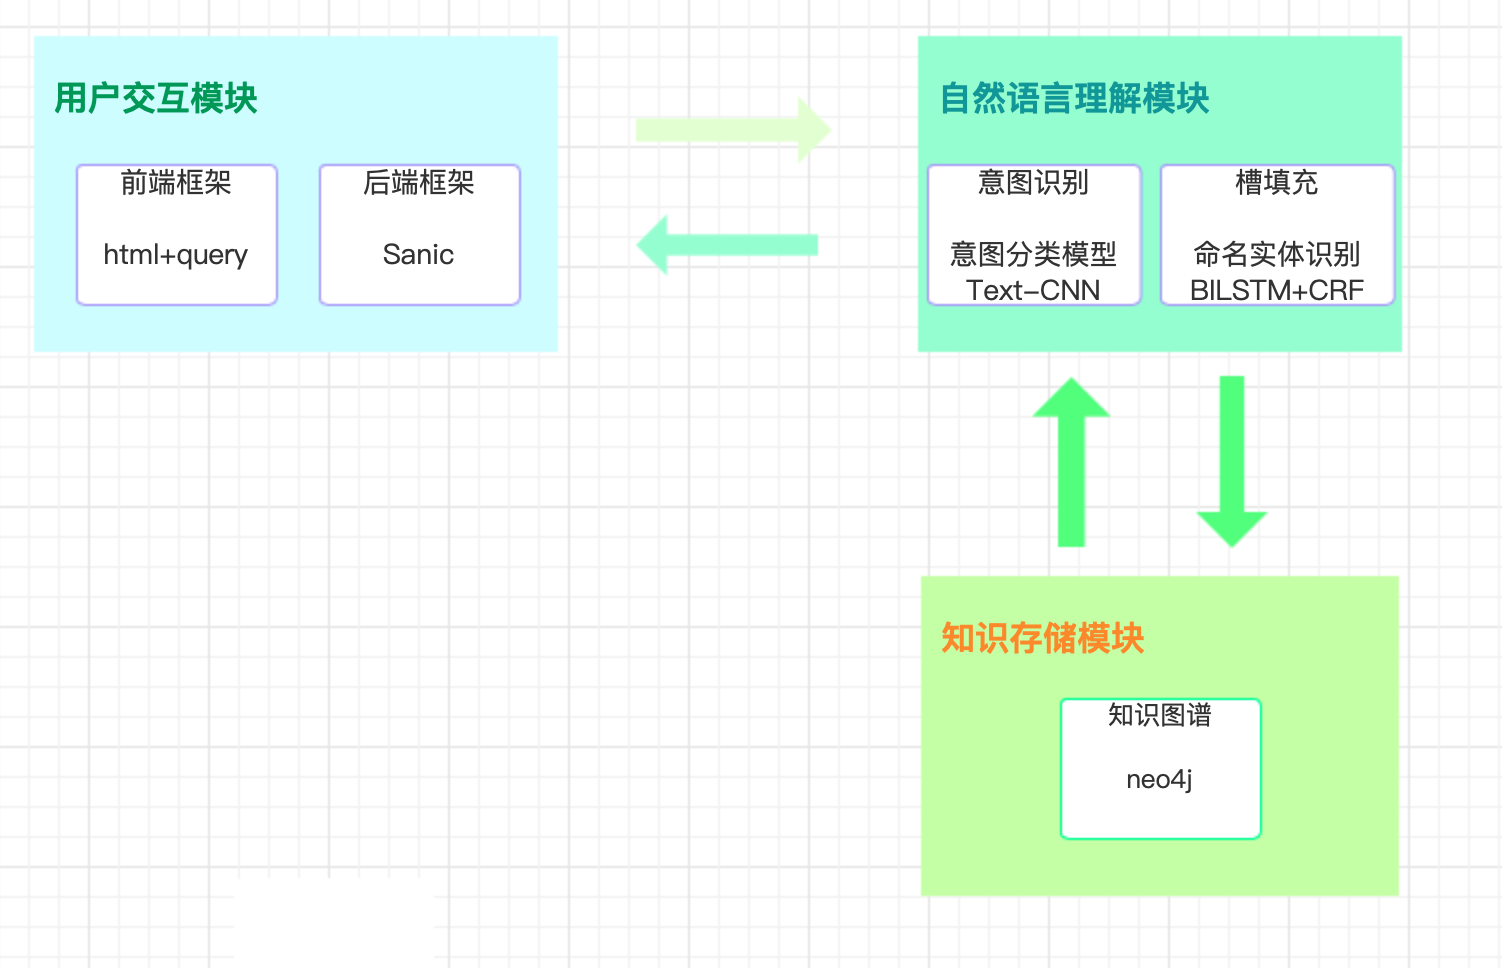 用户交互模块
前端框架
html+query
后端框架
Sanic
自然语言理解模块
意图识别
意图分类模型
Text-CNN
槽填充
命名实体识别
BILSTM+CRF
知识存储模块
知识图谱
neo4j